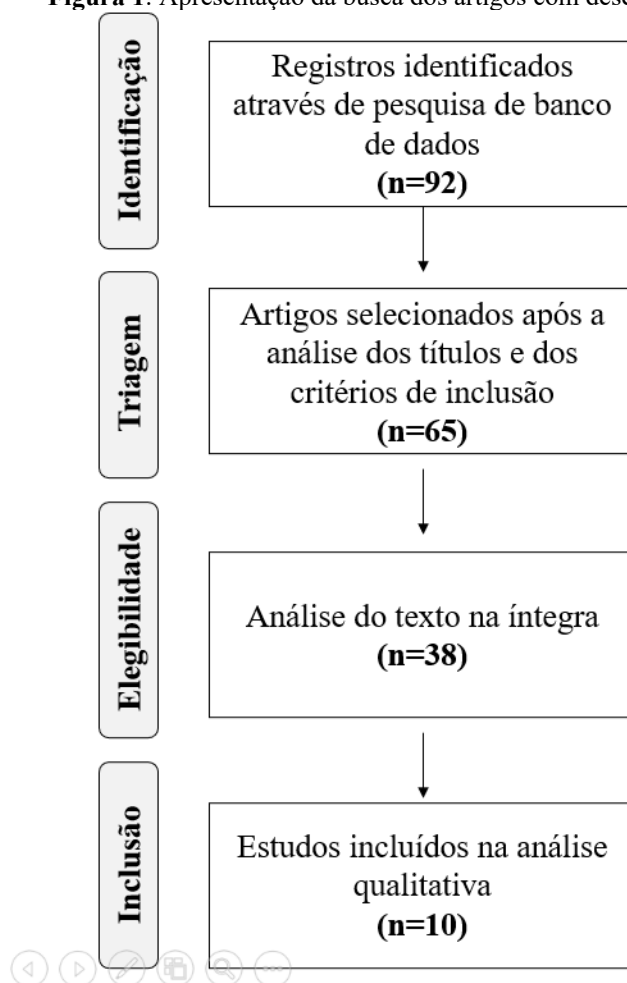 Figura 1. Apresentação da busca dos artigos com
Identificação
Registros identificados
através de pesquisa de banco
de dados
(n=92)
Triagem
Artigos selecionados após a
análise dos títulos e dos
critérios de inclusão
(n=65)
Elegibilidade
Análise do texto na íntegra
(n=38)
Inclusão
Estudos incluídos na análise
qualitativa
(n=10)